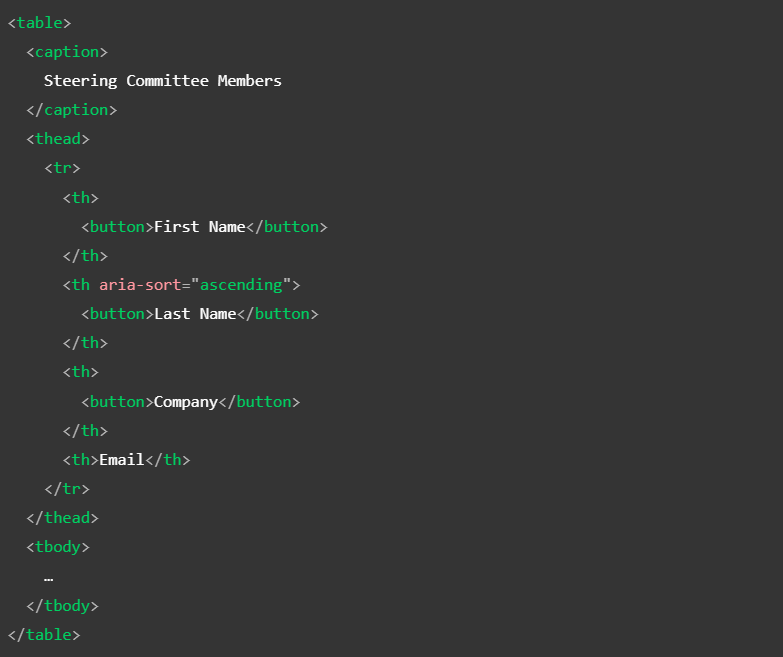 <table>
  <caption>
    Steering Committee Members
  </caption>
  <thead>
    <tr>
      <th>
        <button>First Name</button>
      </th>
      <th aria-sort="ascending">
        <button>Last Name</button>
      </th>
      <th>
        <button>Company</button>
      </th>
      <th>Email</th>
    </tr>
  </thead>
  <tbody>
    …
  </tbody>
</table>